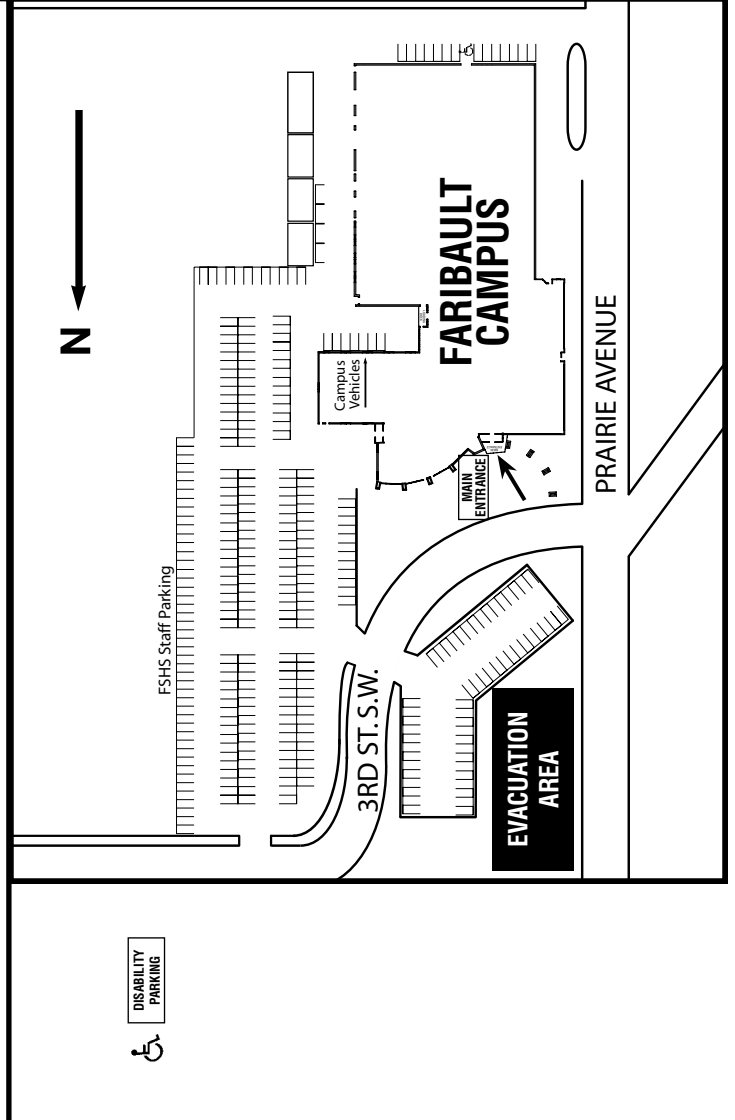 N
FARIBAULT
CAMPUS
Campus
Vehicles
MAIN
ENTRANCE
PRAIRIE AVENUE
FSHS Staff Parking
3RD ST. S.W.
EVACUATION
AREA
DISABILITY
PARKING